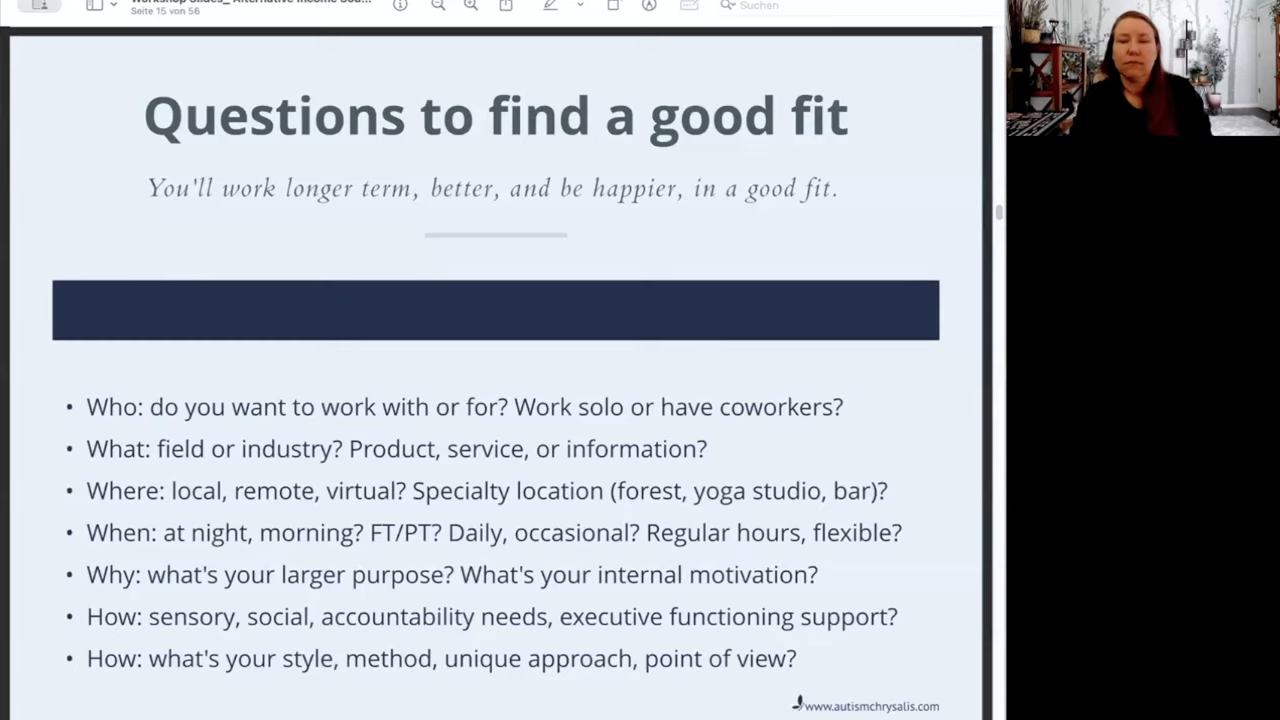 Workshop Slides_ Alternative Income Sou...
Seite 15 von 56
Suchen
Questions to find a good fit
You'll work longer term, better, and be happier, in a good fit.
• Who: do you want to work with or for? Work solo or have coworkers?
• What: field or industry? Product, service, or information?
• Where: local, remote, virtual? Specialty location (forest, yoga studio, bar)?
• When: at night, morning? FT/PT? Daily, occasional? Regular hours, flexible?
• Why: what's your larger purpose? What's your internal motivation?
• How: sensory, social, accountability needs, executive functioning support?
• How: what's your style, method, unique approach, point of view?
www.autismchrysalis.com